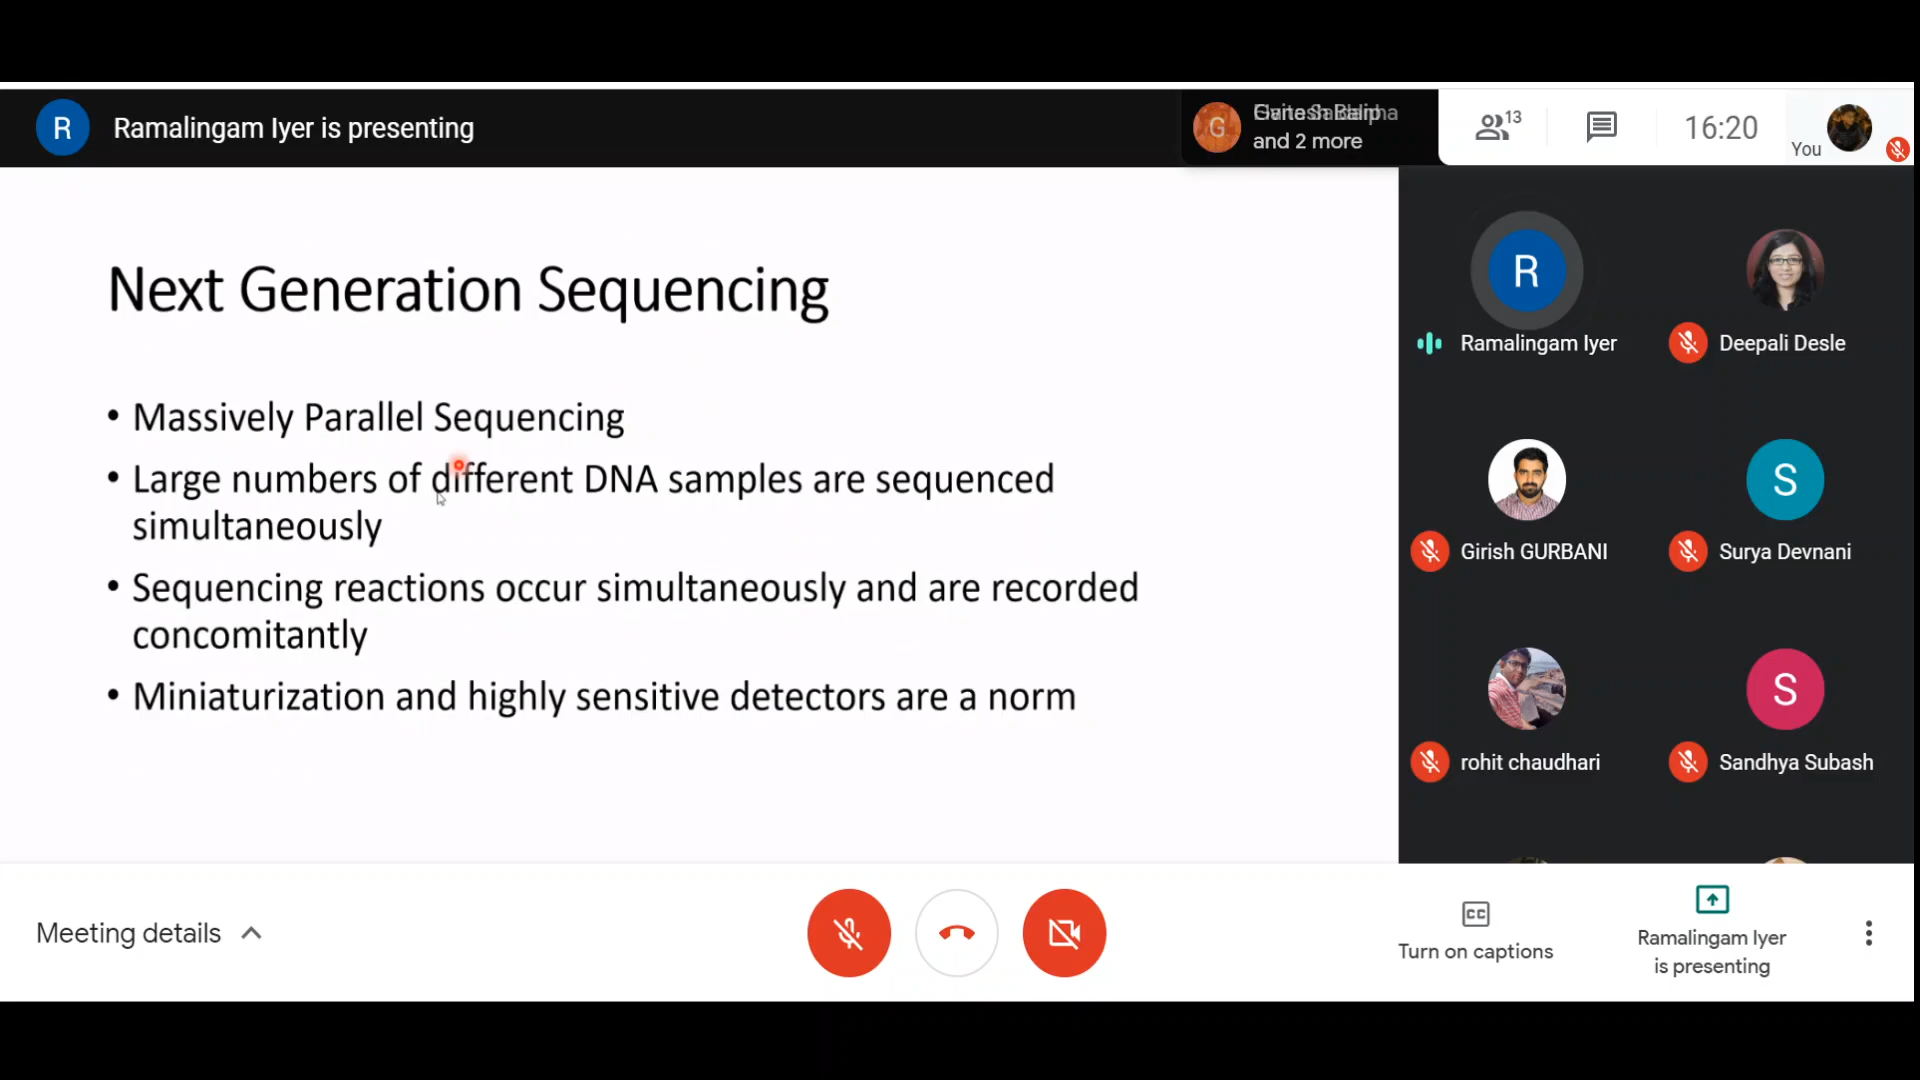 R
Ramalingam Iyer is presenting
G
and 2 more
13
16:20
You
Next Generation Sequencing
• Massively Parallel Sequencing
• Large numbers of different DNA samples are sequenced
simultaneously
• Sequencing reactions occur simultaneously and are recorded
concomitantly
• Miniaturization and highly sensitive detectors are a norm
R
Ramalingam Iyer
Deepali Desle
Girish GURBANI
S
Surya Devnani
rohit chaudhari
S
Sandhya Subash
Meeting details
CC
Turn on captions
Ramalingam Iyer
is presenting